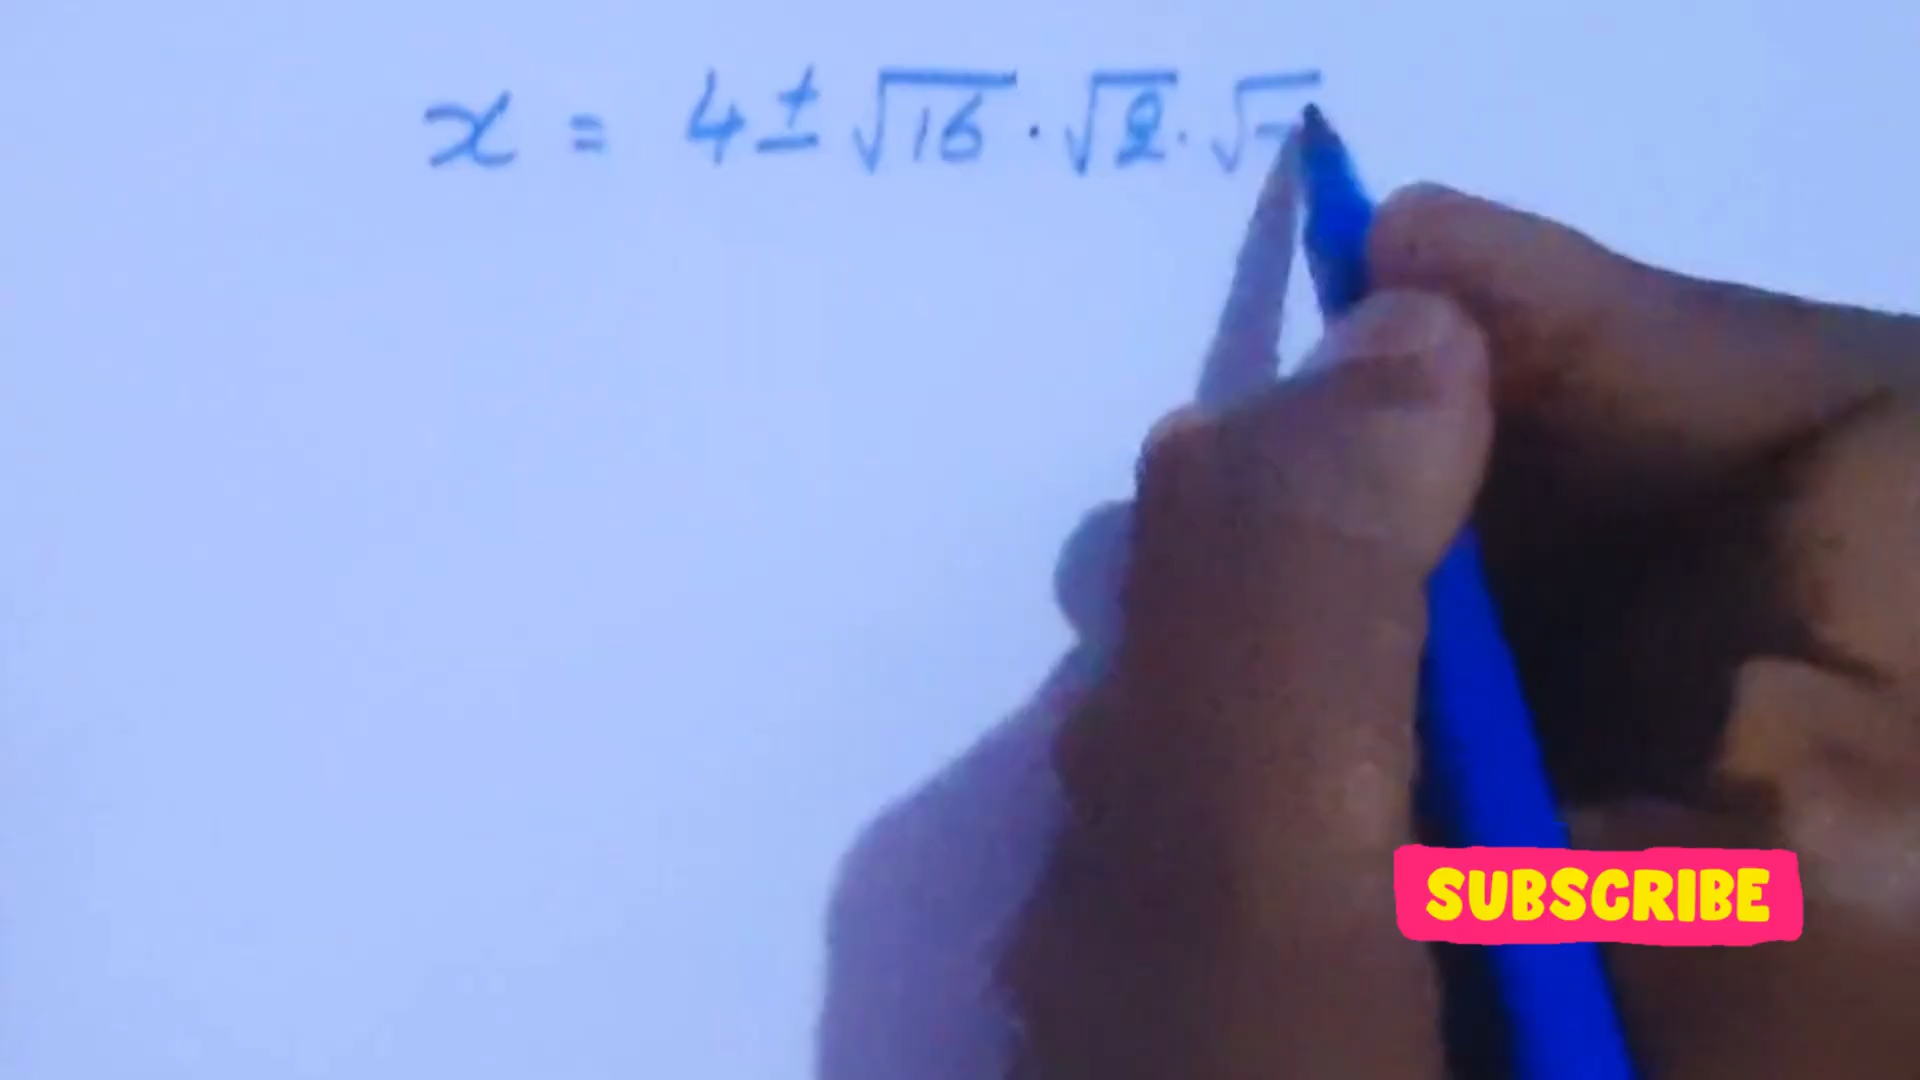 x = 4 ± √16 · √2 · √-
SUBSCRIBE